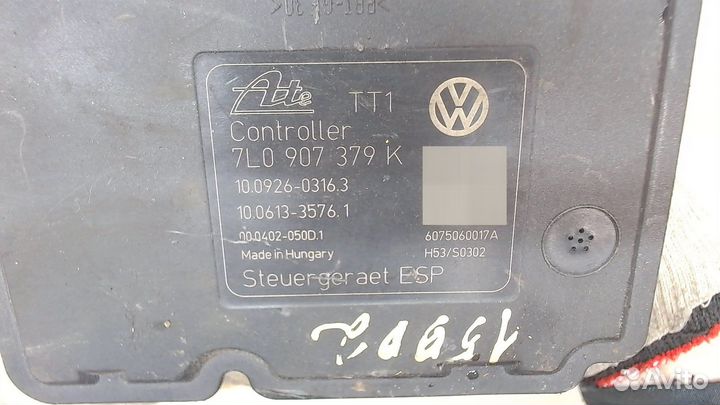 Ate TT1
Controller
7L0 907 379 K
10.0926-0316.3
10.0613-3576.1
00.0402-050D.1
Made in Hungary
6075060017A
H53/S0302
Steuergeraet ESP
Avito